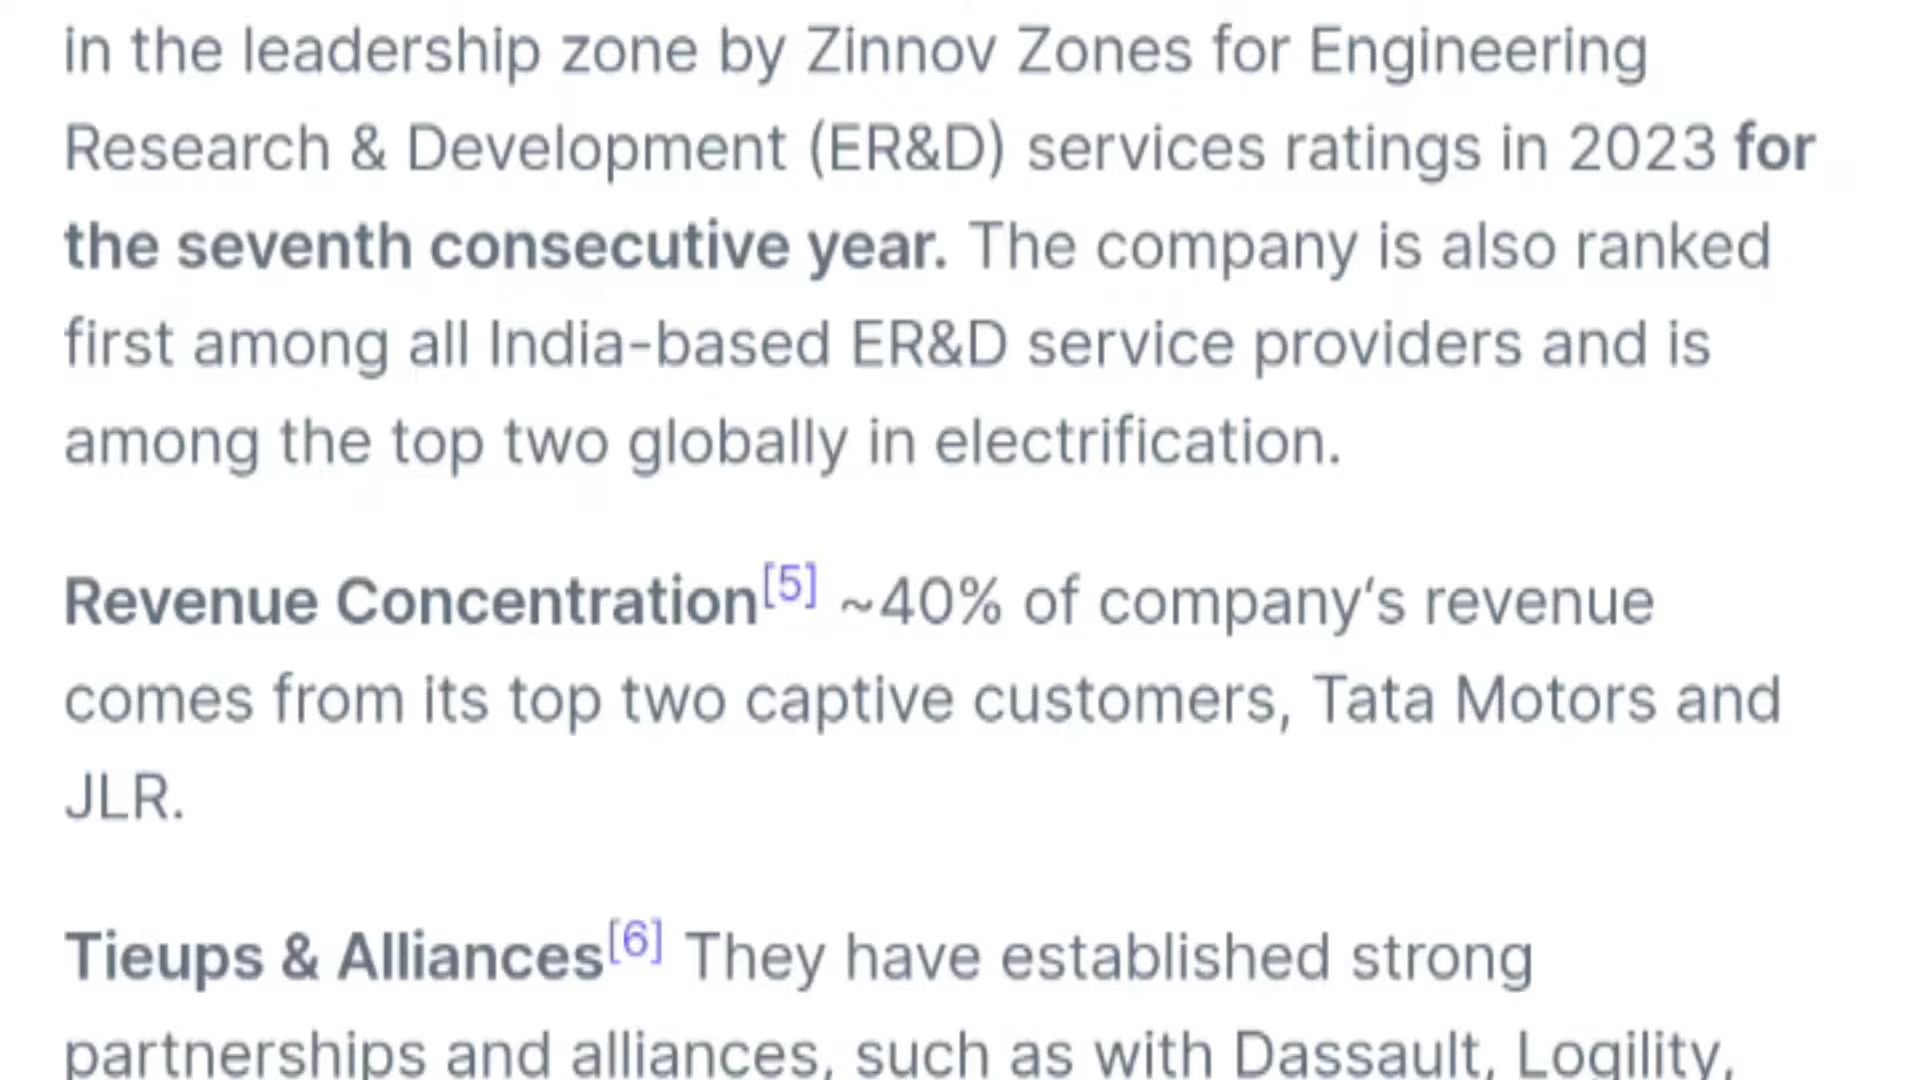 in the leadership zone by Zinnov Zones for Engineering
Research & Development (ER&D) services ratings in 2023 for
the seventh consecutive year. The company is also ranked
first among all India-based ER&D service providers and is
among the top two globally in electrification.
Revenue Concentration[5] ~40% of company's revenue
comes from its top two captive customers, Tata Motors and
JLR.
Tieups & Alliances[6] They have established strong
partnerships and alliances, such as with Dassault, Logility,